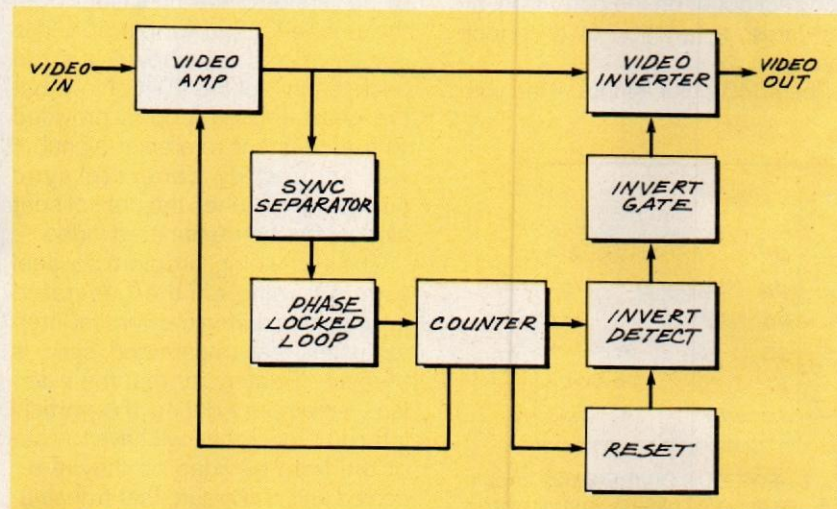 VIDEO
IN
VIDEO
AMP
VIDEO
INVERTER
VIDEO
OUT
SYNC
SEPARATOR
INVERT
GATE
PHASE
LOCKED
LOOP
COUNTER
INVERT
DETECT
RESET